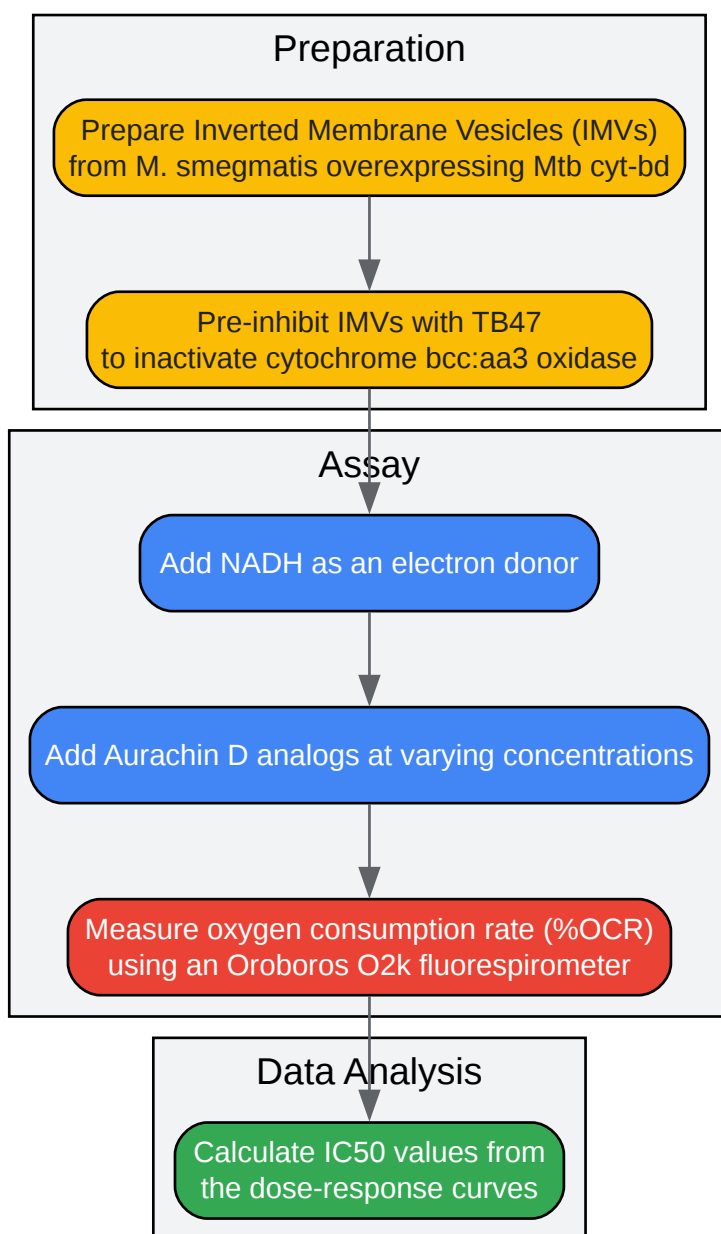 Preparation
Prepare Inverted Membrane Vesicles (IMVs)
from M. smegmatis overexpressing Mtb cyt-bd
Pre-inhibit IMVs with TB47
to inactivate cytochrome bcc:aa3 oxidase
Assay
Add NADH as an electron donor
Add Aurachin D analogs at varying concentrations
Measure oxygen consumption rate (%OCR)
using an Oroboros O2k fluorespirometer
Data Analysis
Calculate IC50 values from
the dose-response curves